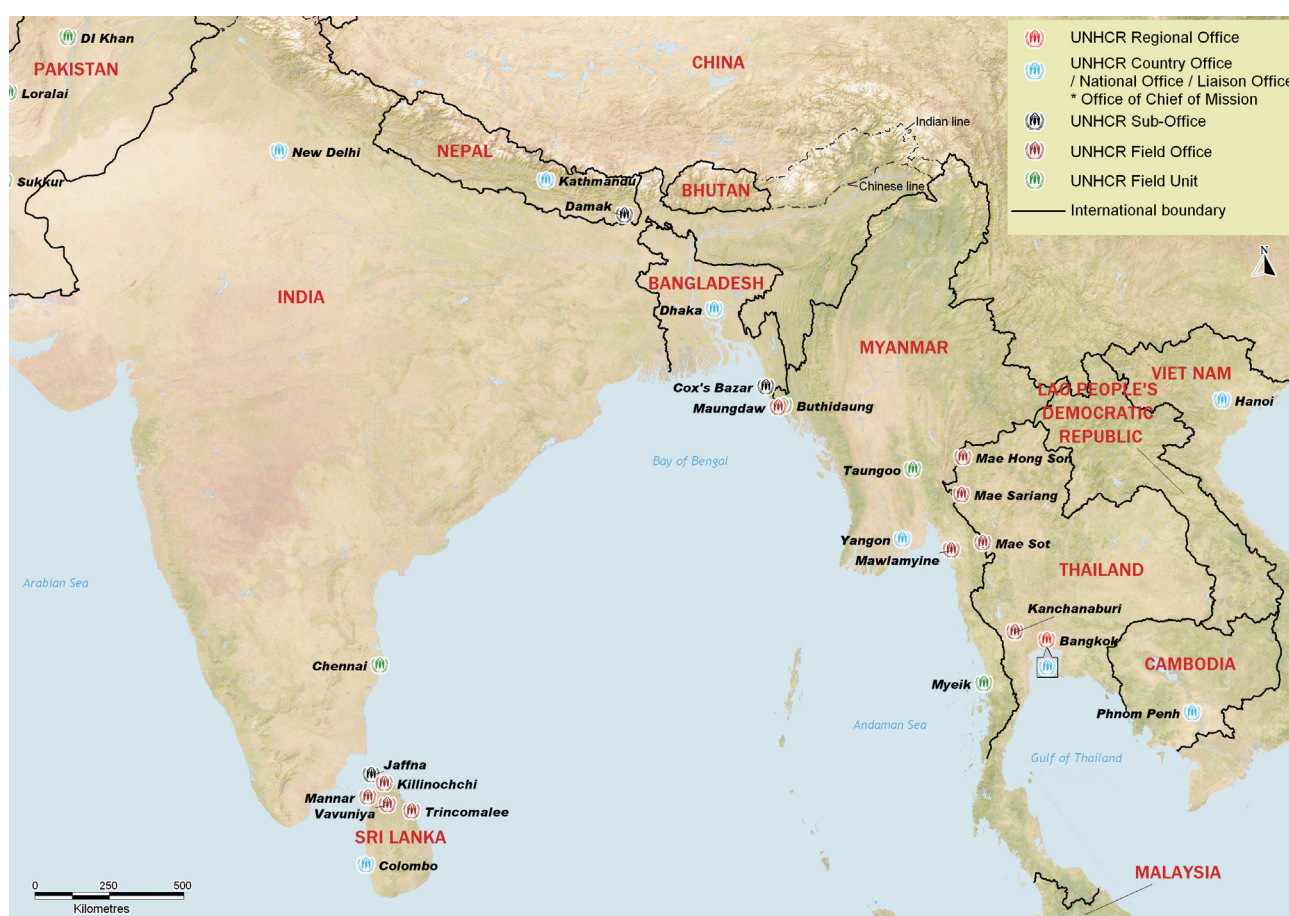 DI Khan
PAKISTAN
Loralai
Sukkur
New Delhi
NEPAL
Kathmandu
Damak
CHINA
Indian line
BHUTAN
Chinese line
UNHCR Regional Office
UNHCR Country Office
/ National Office / Liaison Office
* Office of Chief of Mission
UNHCR Sub-Office
UNHCR Field Office
UNHCR Field Unit
International boundary
N
INDIA
BANGLADESH
Dhaka
MYANMAR
Cox's Bazar
Maungdaw
Buthidaung
VIET NAM
Hanoi
LAO PEOPLE'S
DEMOCRATIC
REPUBLIC
Bay of Bengal
Taungoo
Mae Hong Son
Mae Sariang
Yangon
Mawlamyine
Mae Sot
THAILAND
Arabian Sea
Kanchanaburi
Bangkok
CAMBODIA
Chennai
Myeik
Phnom Penh
Andaman Sea
Gulf of Thailand
Jaffna
Killinochchi
Mannar
Vavuniya
Trincomalee
SRI LANKA
Colombo
MALAYSIA
0 250 500
Kilometres